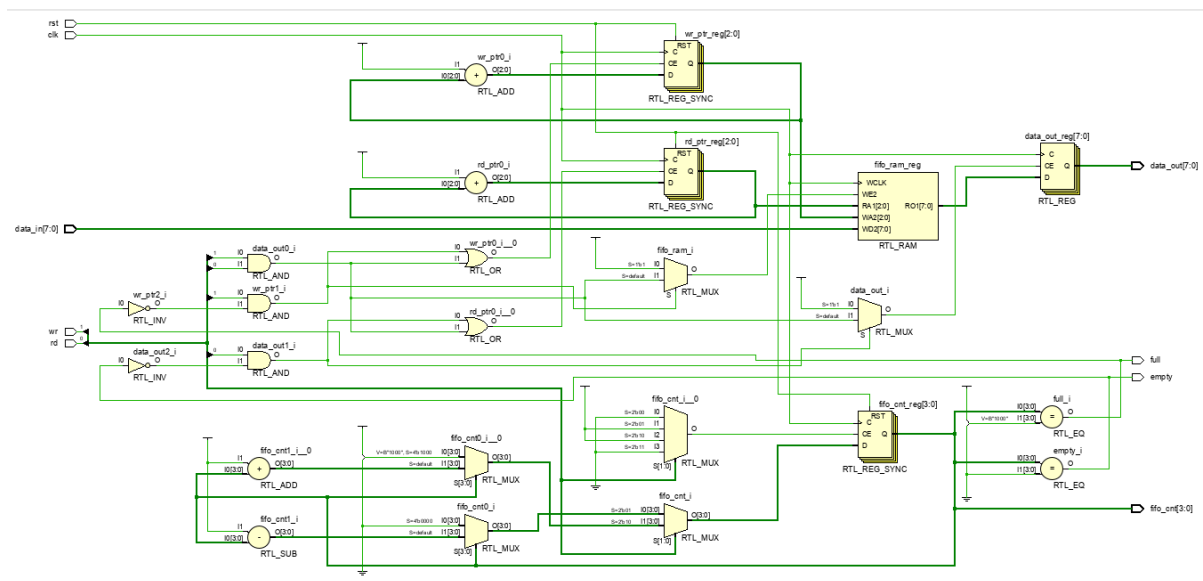 rst
clk
wr_ptr_reg[2:0]
RST
C
CE
D
Q
RTL_REG_SYNC
wr_ptr0_i
I1
I0[2:0]
+
O[2:0]
RTL_ADD
rd_ptr_reg[2:0]
RST
C
CE
D
Q
RTL_REG_SYNC
rd_ptr0_i
I1
I0[2:0]
+
O[2:0]
RTL_ADD
fifo_ram_reg
WCLK
WE2
RA1[2:0]
WA2[2:0]
WD2[7:0]
RO1[7:0]
RTL_RAM
data_out_reg[7:0]
C
CE
D
Q
RTL_REG
data_out[7:0]
data_in[7:0]
data_out0_i
1
0
I0
I1
O
RTL_AND
wr_ptr1_i
1
I0
I1
O
RTL_AND
wr_ptr2_i
I0
O
RTL_INV
wr
1
rd
0
data_out1_i
0
I0
I1
O
RTL_AND
data_out2_i
I0
O
RTL_INV
wr_ptr0_i__0
I0
I1
O
RTL_OR
rd_ptr0_i__0
I0
I1
O
RTL_OR
fifo_ram_i
S=1'b1
I0
S=default
I1
O
S
RTL_MUX
data_out_i
S=1'b1
I0
S=default
I1
O
S
RTL_MUX
full
empty
fifo_cnt_i__0
S=2'b00
I0
S=2'b01
I1
S=2'b10
I2
S=2'b11
I3
O
S[1:0]
RTL_MUX
fifo_cnt_reg[3:0]
RST
C
CE
D
Q
RTL_REG_SYNC
full_i
I0[3:0]
V=B"1000", I1[3:0]
=
O
RTL_EQ
empty_i
I0[3:0]
I1[3:0]
=
O
RTL_EQ
fifo_cnt[3:0]
fifo_cnt1_i__0
I1
I0[3:0]
+
O[3:0]
RTL_ADD
fifo_cnt1_i
I1
I0[3:0]
-
O[3:0]
RTL_SUB
fifo_cnt0_i__0
V=B"1000", S=4'b1000
I0[3:0]
S=default
I1[3:0]
O[3:0]
S[3:0]
RTL_MUX
fifo_cnt0_i
S=4'b0000
I0[3:0]
S=default
I1[3:0]
O[3:0]
S[3:0]
RTL_MUX
fifo_cnt_i
S=2'b01
I0[3:0]
S=2'b10
I1[3:0]
O[3:0]
S[1:0]
RTL_MUX